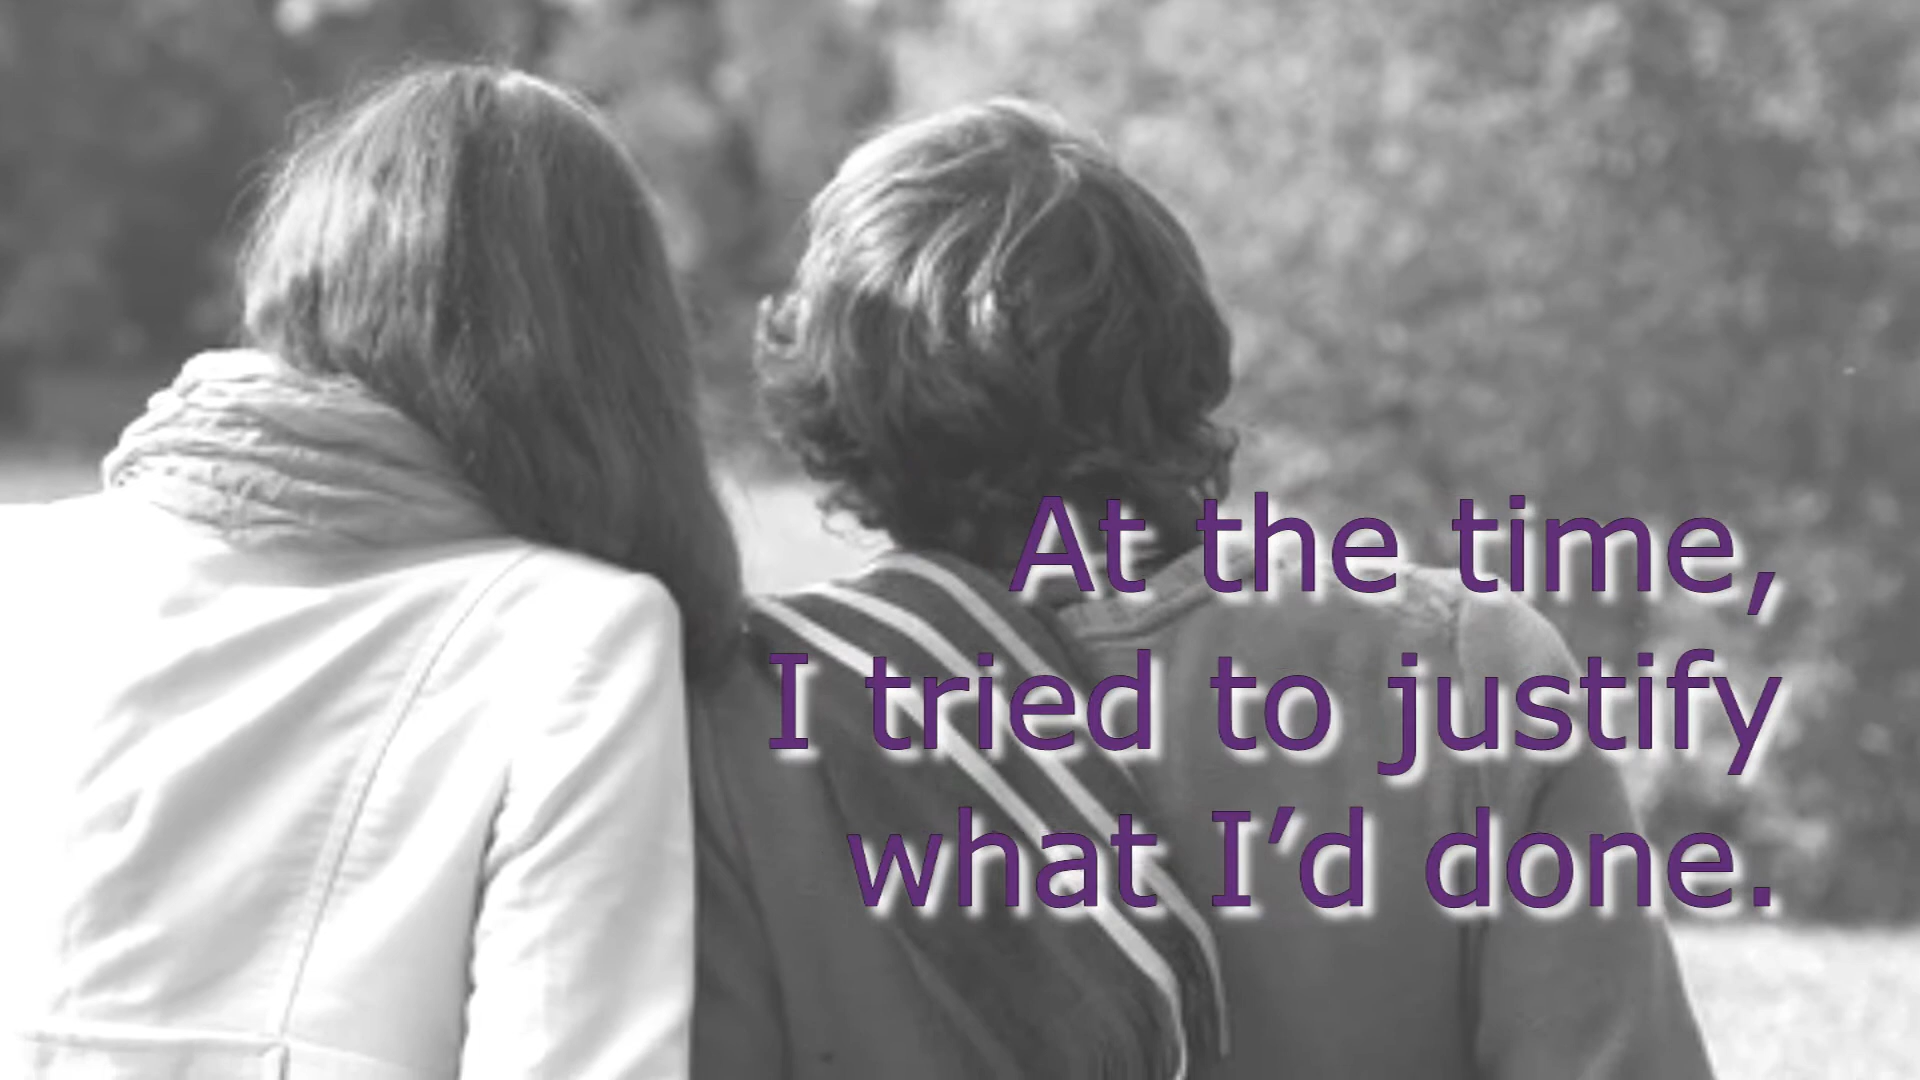 At the time,
I tried to justify
what I’d done.